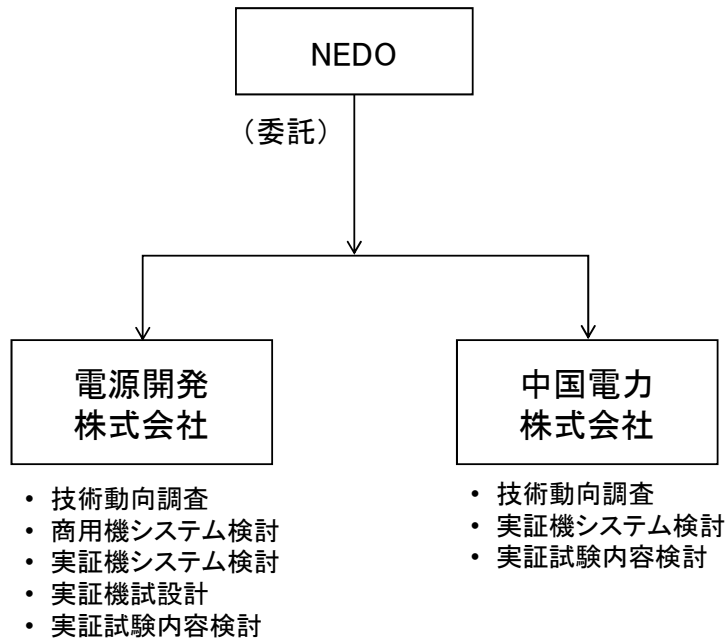 NEDO
（委託）
電源開発
株式会社
• 技術動向調査
• 商用機システム検討
• 実証機システム検討
• 実証機試設計
• 実証試験内容検討
中国電力
株式会社
• 技術動向調査
• 実証機システム検討
• 実証試験内容検討